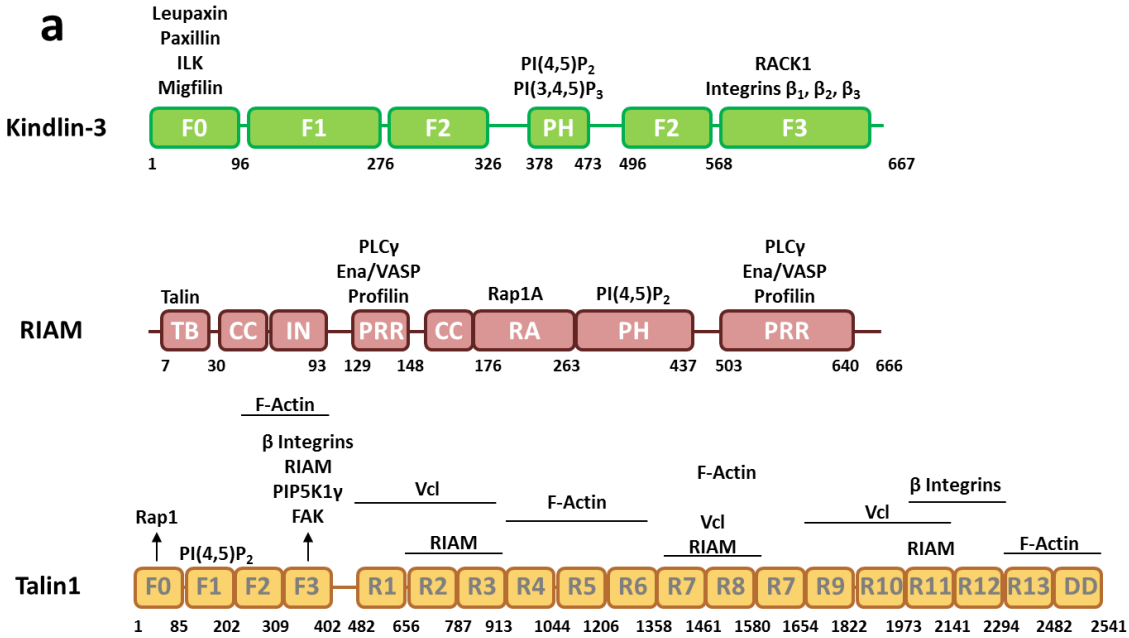 a
Leupaxin
Paxillin
ILK
Migfilin
PI(4,5)P₂
PI(3,4,5)P₃
RACK1
Integrins β₁, β₂, β₃
Kindlin-3
F0 F1 F2 PH F2 F3
1 96 276 326 378 473 496 568 667
PLCγ
Ena/VASP
Profilin
PLCγ
Ena/VASP
Profilin
Talin
Rap1A
PI(4,5)P₂
RIAM
TB CC IN PRR CC RA PH PRR
7 30 93 129 148 176 263 437 503 640 666
F-Actin
β Integrins
RIAM
PIP5K1γ
FAK
Rap1
PI(4,5)P₂
Vcl
RIAM
F-Actin
F-Actin
Vcl
RIAM
β Integrins
Vcl
RIAM
F-Actin
Talin1
F0 F1 F2 F3 R1 R2 R3 R4 R5 R6 R7 R8 R7 R9 R10 R11 R12 R13 DD
1 85 202 309 402 482 656 787 913 1044 1206 1358 1461 1580 1654 1822 1973 2141 2294 2482 2541